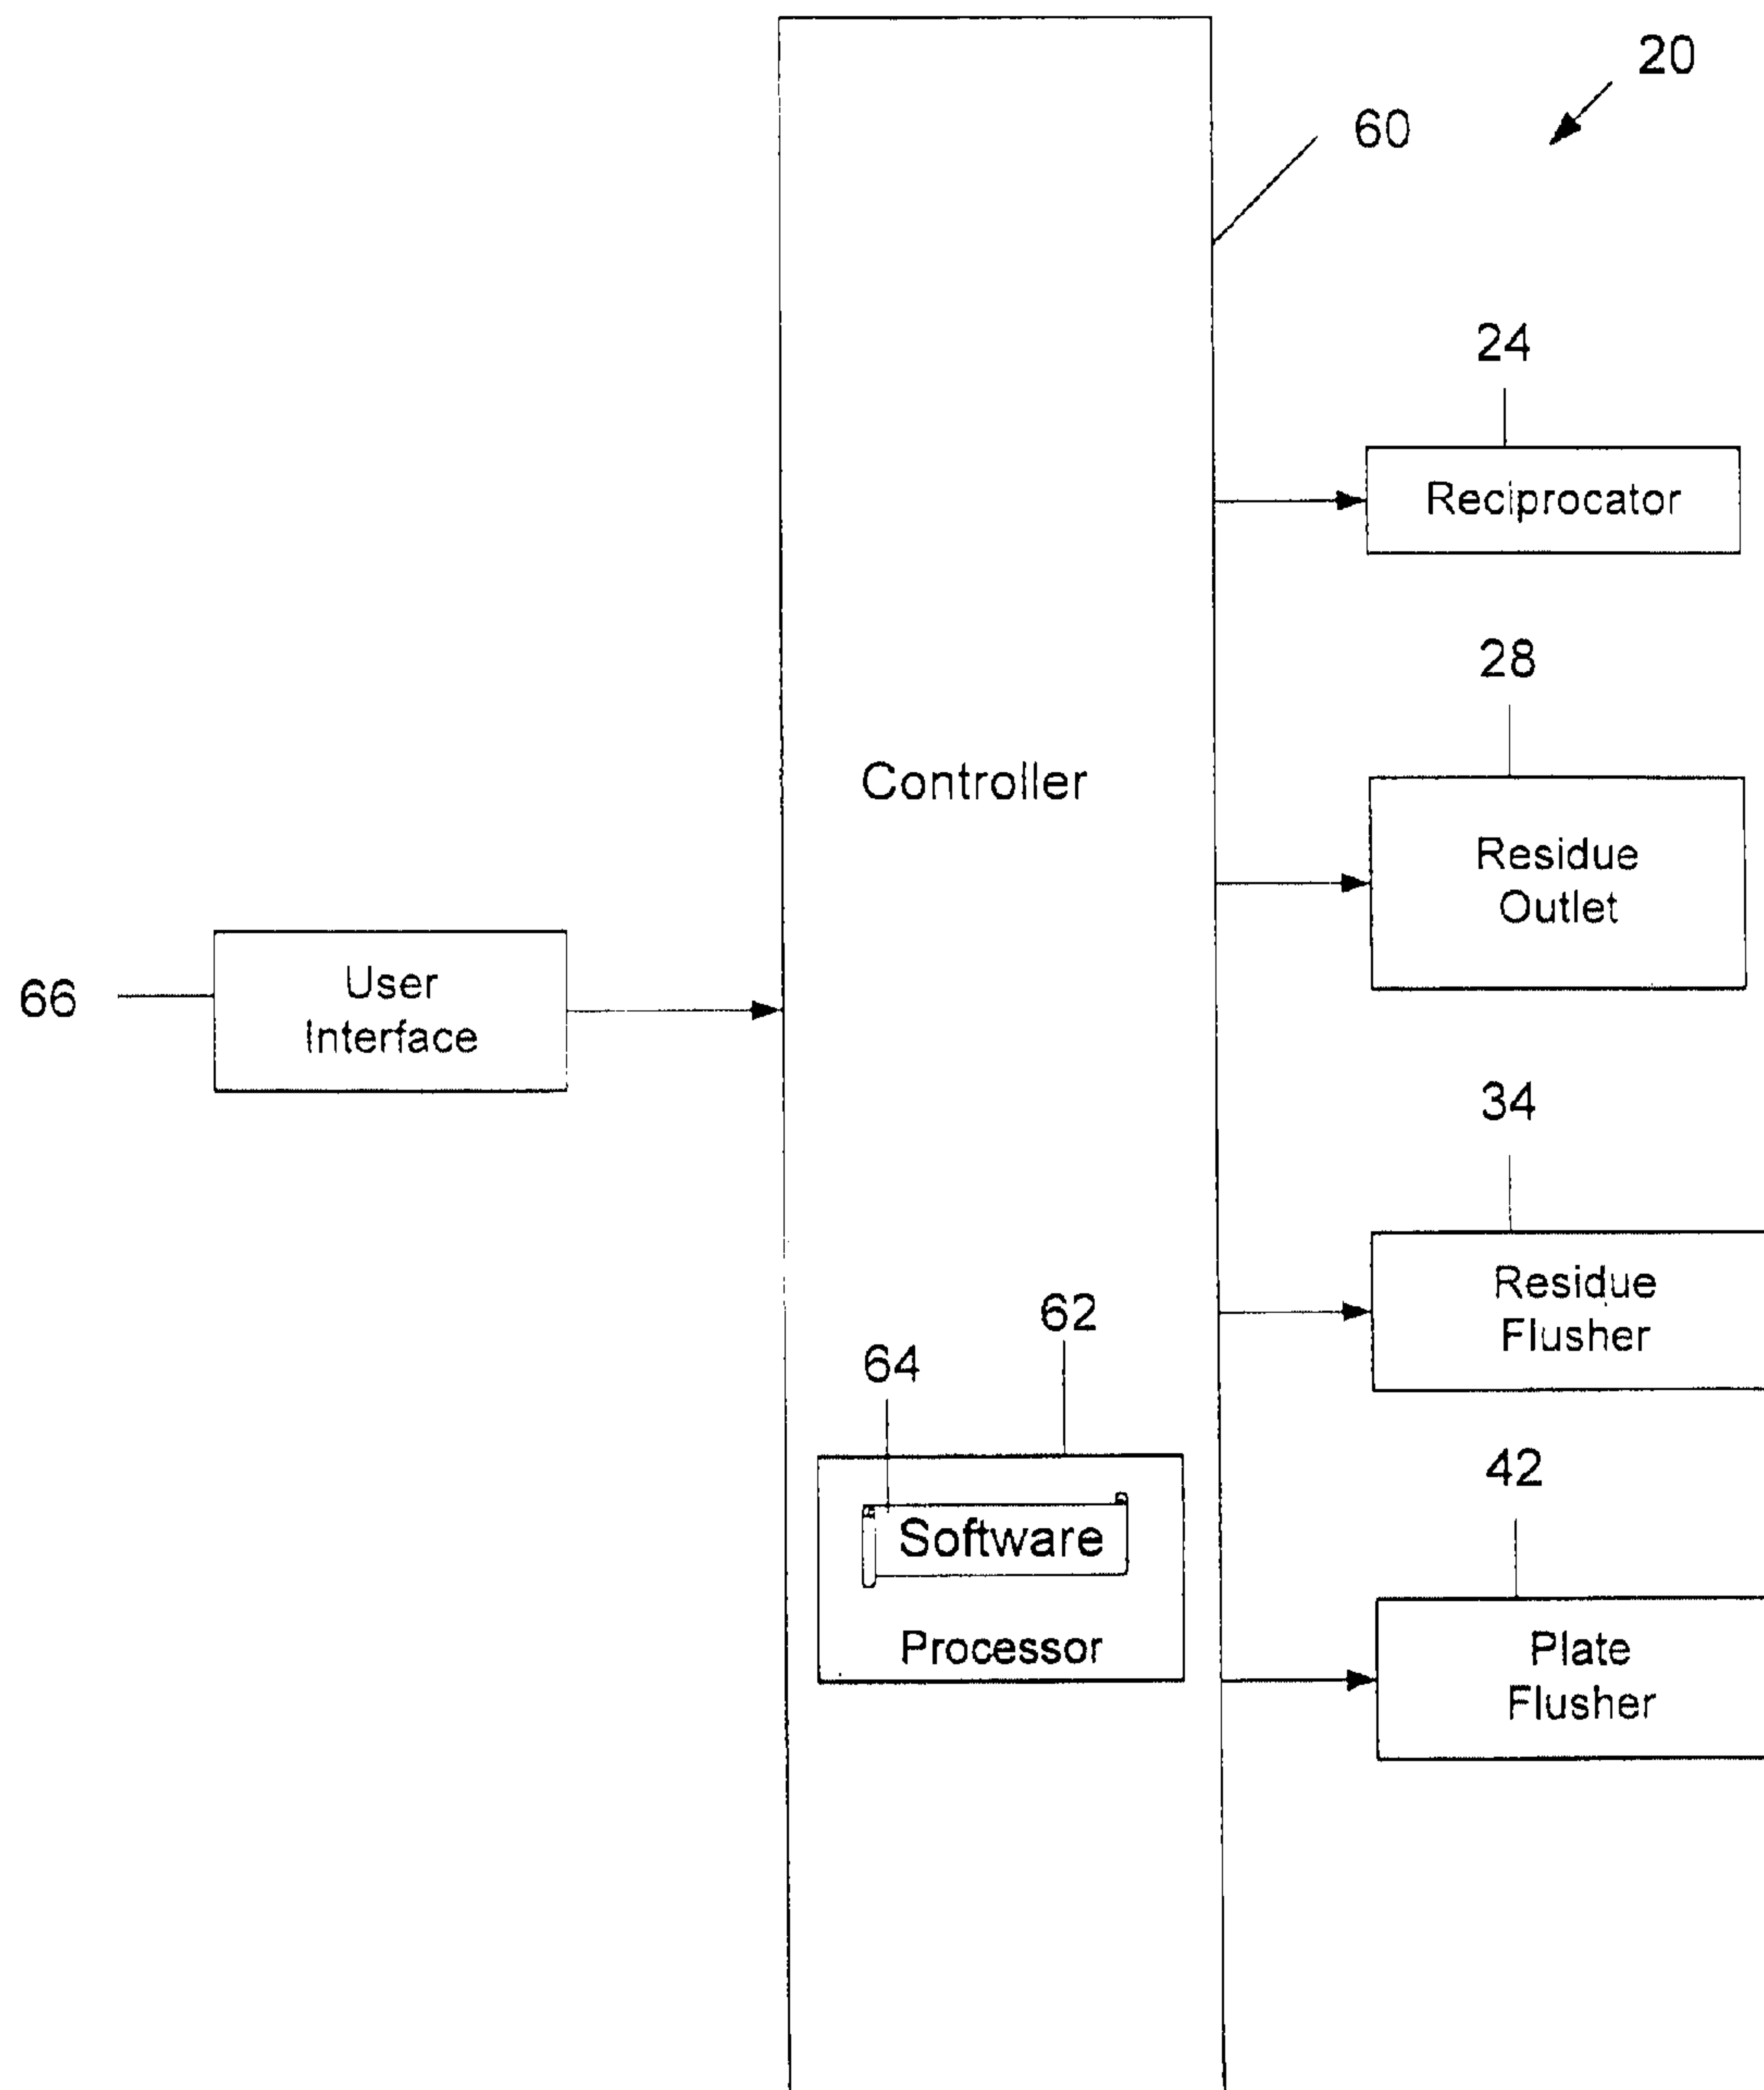 20
60
24
Reciprocator
28
Controller
Residue
Outlet
66
User
Interface
34
Residue
Flusher
62
64
42
Software
Processor
Plate
Flusher